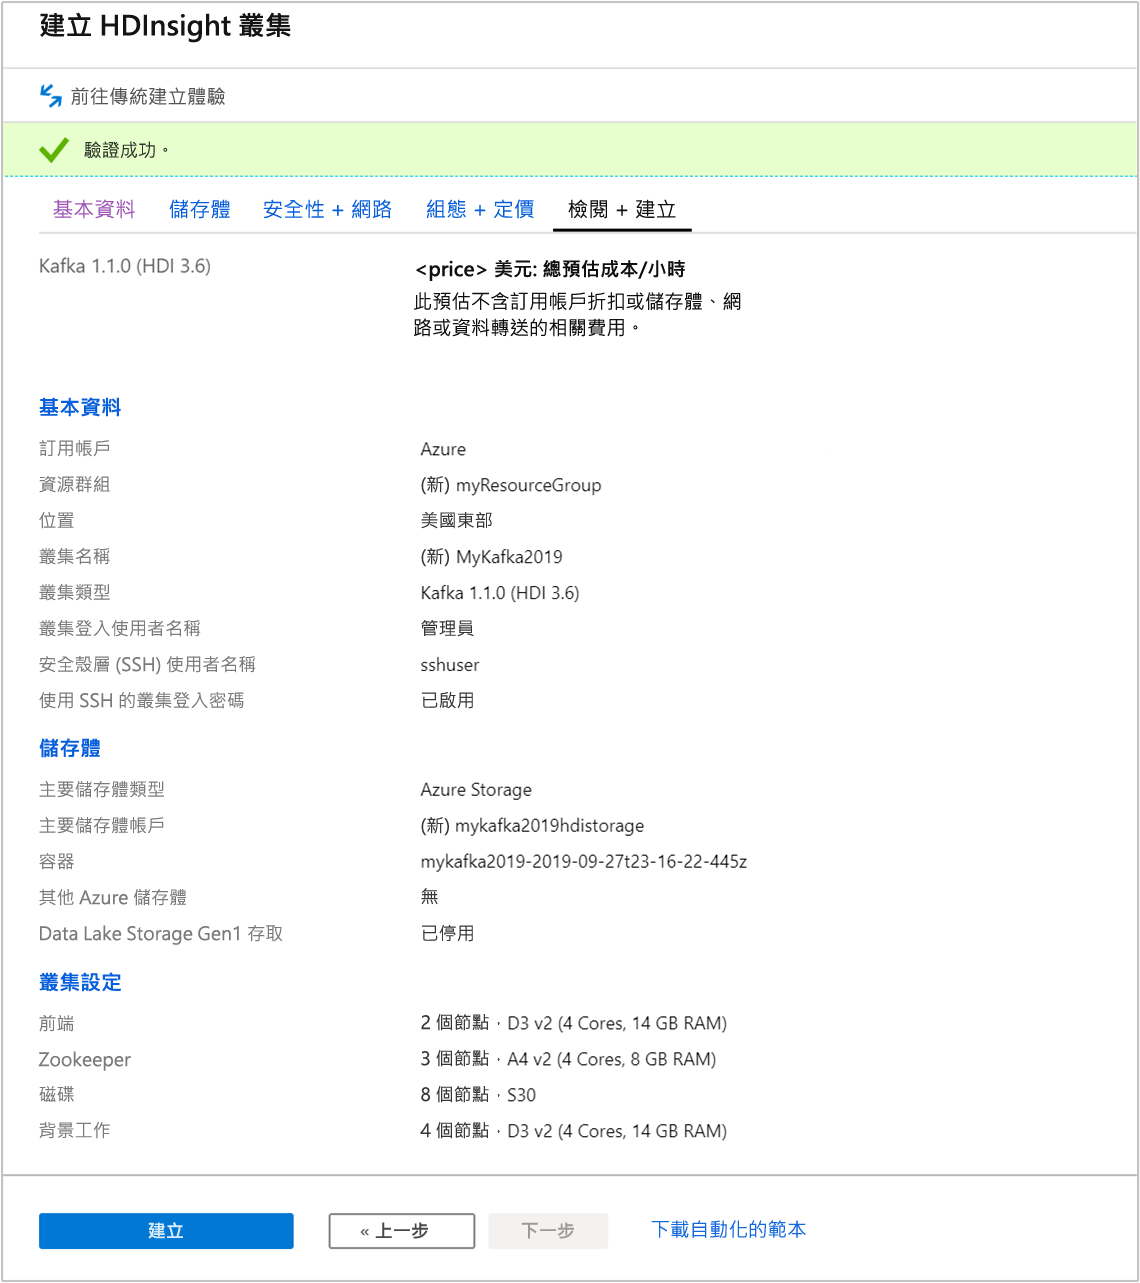 建立 HDInsight 叢集
前往傳統建立體驗
驗證成功。
基本資料 儲存體 安全性 + 網路 組態 + 定價 檢閱 + 建立
Kafka 1.1.0 (HDI 3.6)
<price> 美元: 總預估成本/小時
此預估不含訂用帳戶折扣或儲存體、網
路或資料轉送的相關費用。
基本資料
訂用帳戶 Azure
資源群組 (新) myResourceGroup
位置 美國東部
叢集名稱 (新) MyKafka2019
叢集類型 Kafka 1.1.0 (HDI 3.6)
叢集登入使用者名稱 管理員
安全殼層 (SSH) 使用者名稱 sshuser
使用 SSH 的叢集登入密碼 已啟用
儲存體
主要儲存體類型 Azure Storage
主要儲存體帳戶 (新) mykafka2019hdistorage
容器 mykafka2019-2019-09-27t23-16-22-445z
其他 Azure 儲存體 無
Data Lake Storage Gen1 存取 已停用
叢集設定
前端 2 個節點，D3 v2 (4 Cores, 14 GB RAM)
Zookeeper 3 個節點，A4 v2 (4 Cores, 8 GB RAM)
磁碟 8 個節點，S30
背景工作 4 個節點，D3 v2 (4 Cores, 14 GB RAM)
建立 « 上一步 下一步 下載自動化的範本